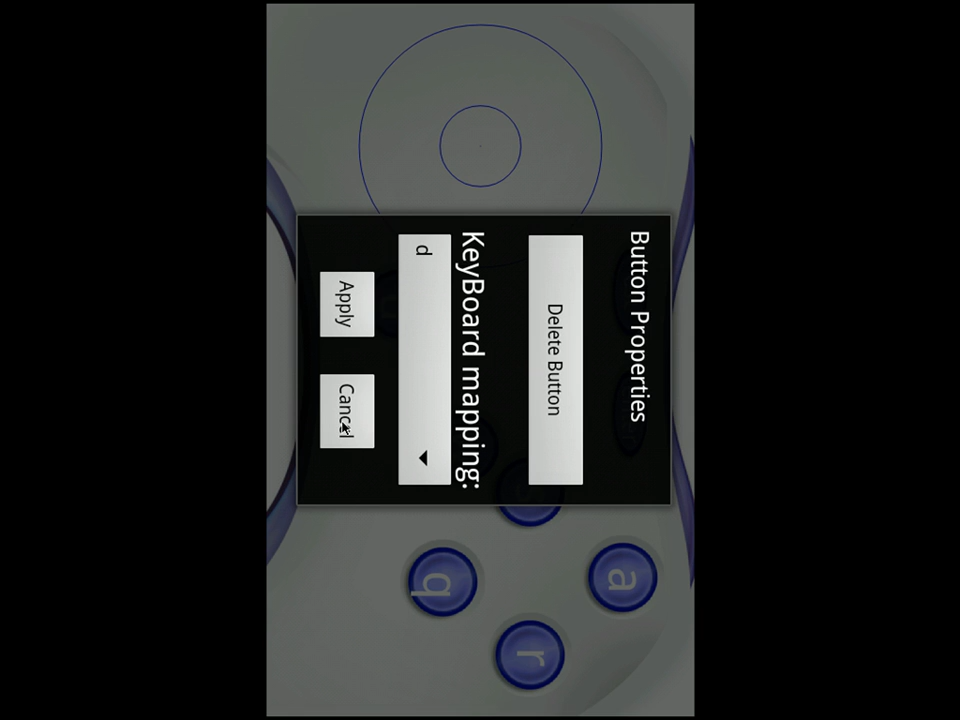 Button Properties
Delete Button
KeyBoard mapping:
d
Apply
Cancel
a
q
r